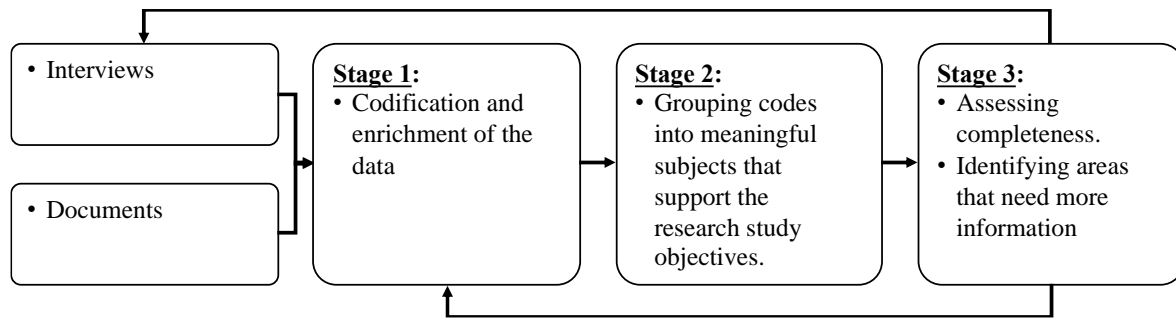 • Interviews
• Documents
Stage 1:
• Codification and
enrichment of the
data
Stage 2:
• Grouping codes
into meaningful
subjects that
support the
research study
objectives.
Stage 3:
• Assessing
completeness.
• Identifying areas
that need more
information